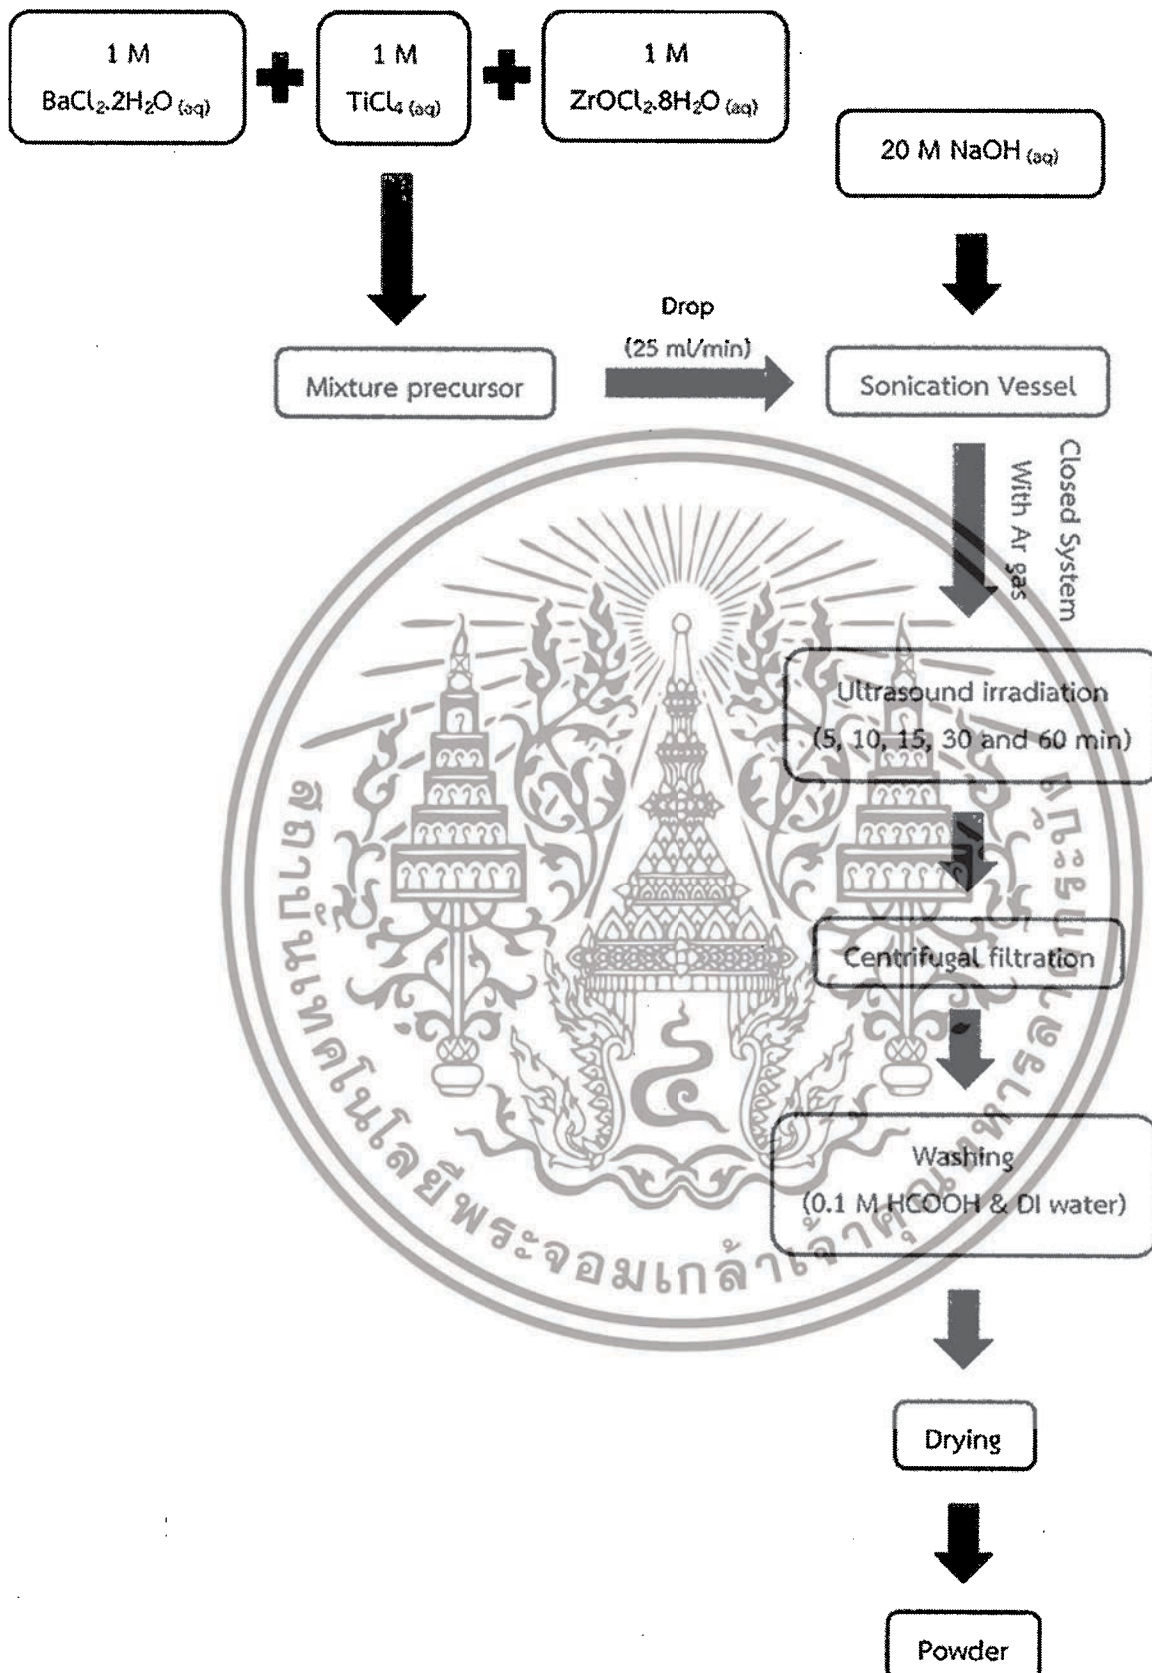 1 M
BaCl₂.2H₂O (aq)
1 M
TiCl₄ (aq)
1 M
ZrOCl₂.8H₂O (aq)
20 M NaOH (aq)
Mixture precursor
Drop
(25 ml/min)
Sonication Vessel
Closed System
With Ar gas
Ultrasound irradiation
(5, 10, 15, 30 and 60 min)
Centrifugal filtration
Washing
(0.1 M HCOOH & DI water)
Drying
Powder
สถาบันเทคโนโลยีพระจอมเกล้าเจ้าคุณทหารลาดกระบัง